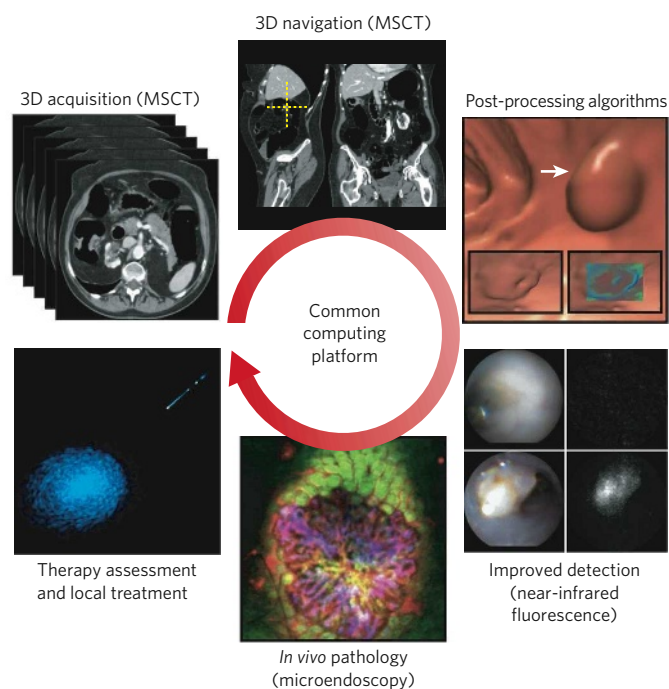 3D navigation (MSCT)
3D acquisition (MSCT)
Post-processing algorithms
Common
computing
platform
Therapy assessment
and local treatment
Improved detection
(near-infrared
fluorescence)
In vivo pathology
(microendoscopy)